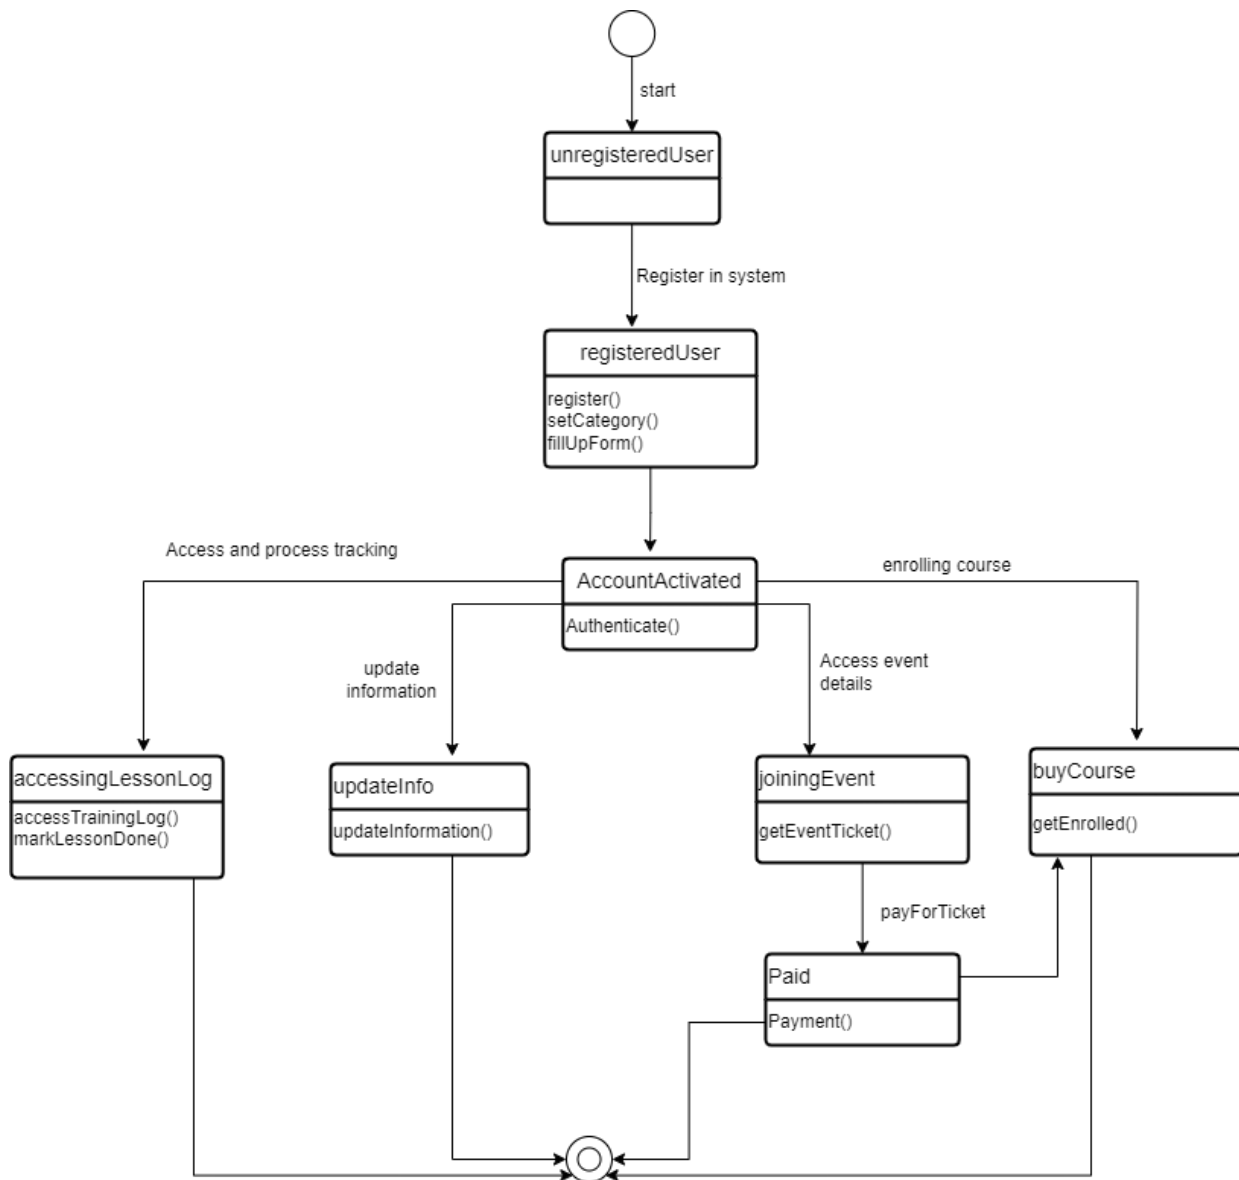 start
unregisteredUser
Register in system
registeredUser
register()
setCategory()
fillUpForm()
Access and process tracking
enrolling course
AccountActivated
Authenticate()
update
information
Access event
details
accessingLessonLog
accessTrainingLog()
markLessonDone()
updateInfo
updateInformation()
joiningEvent
getEventTicket()
buyCourse
getEnrolled()
payForTicket
Paid
Payment()